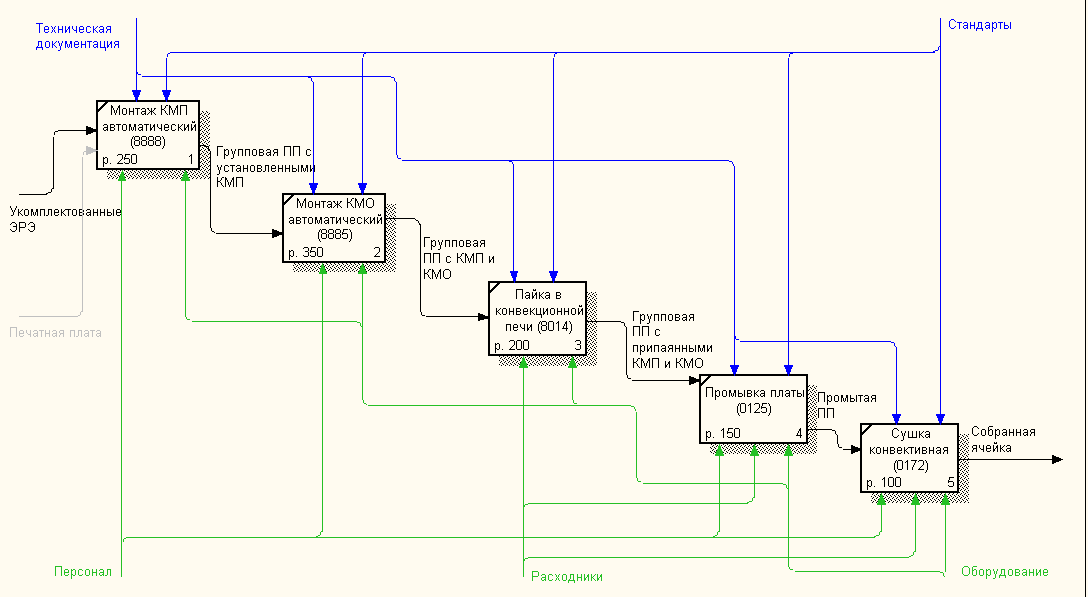 Техническая
документация
Стандарты
Монтаж КМП
автоматический
(8888)
р. 250 1
Групповая ПП с
установленными
КМП
Укомплектованные
ЭРЭ
Печатная плата
Монтаж КМО
автоматический
(8885)
р. 350 2
Групповая
ПП с КМП и
КМО
Пайка в
конвекционной
печи (8014)
р. 200 3
Групповая
ПП с
припаянными
КМП и КМО
Промывка платы
(0125)
р. 150 4
Промытая
ПП
Сушка
конвективная
(0172)
р. 100 5
Собранная
ячейка
Персонал
Расходники
Оборудование